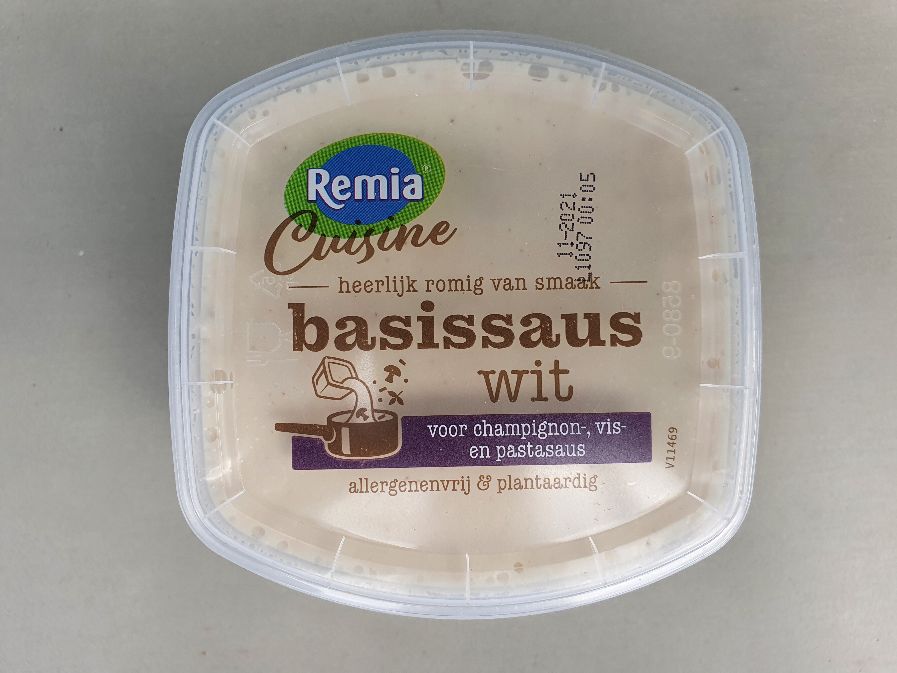 Remia
Cuisine
11-2021
L1097 00:05
heerlijk romig van smaak
basissaus
wit
voor champignon-, vis-
en pastasaus
allergenenvrij & plantaardig
V11469